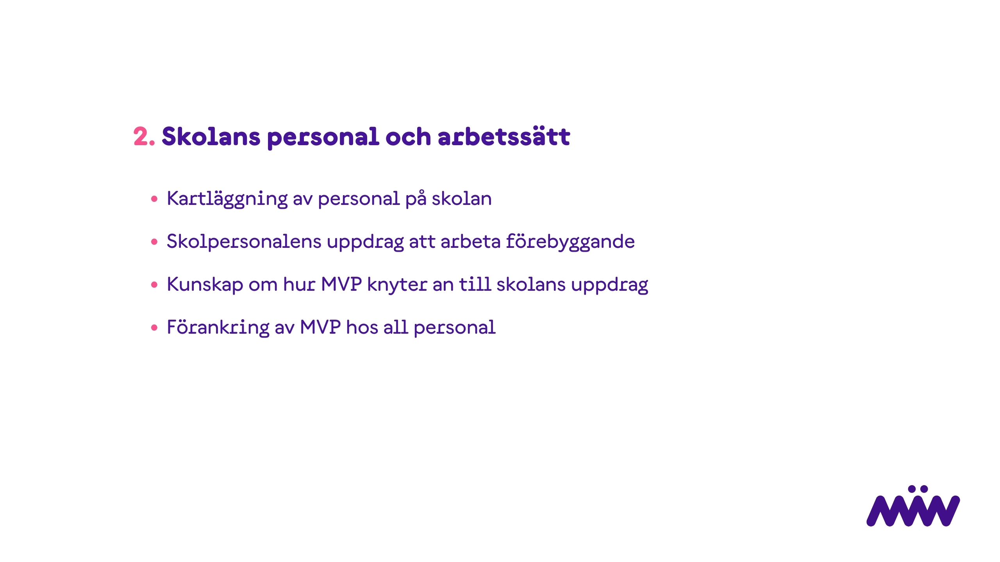 2. Skolans personal och arbetssätt
• Kartläggning av personal på skolan
• Skolpersonalens uppdrag att arbeta förebyggande
• Kunskap om hur MVP knyter an till skolans uppdrag
• Förankring av MVP hos all personal